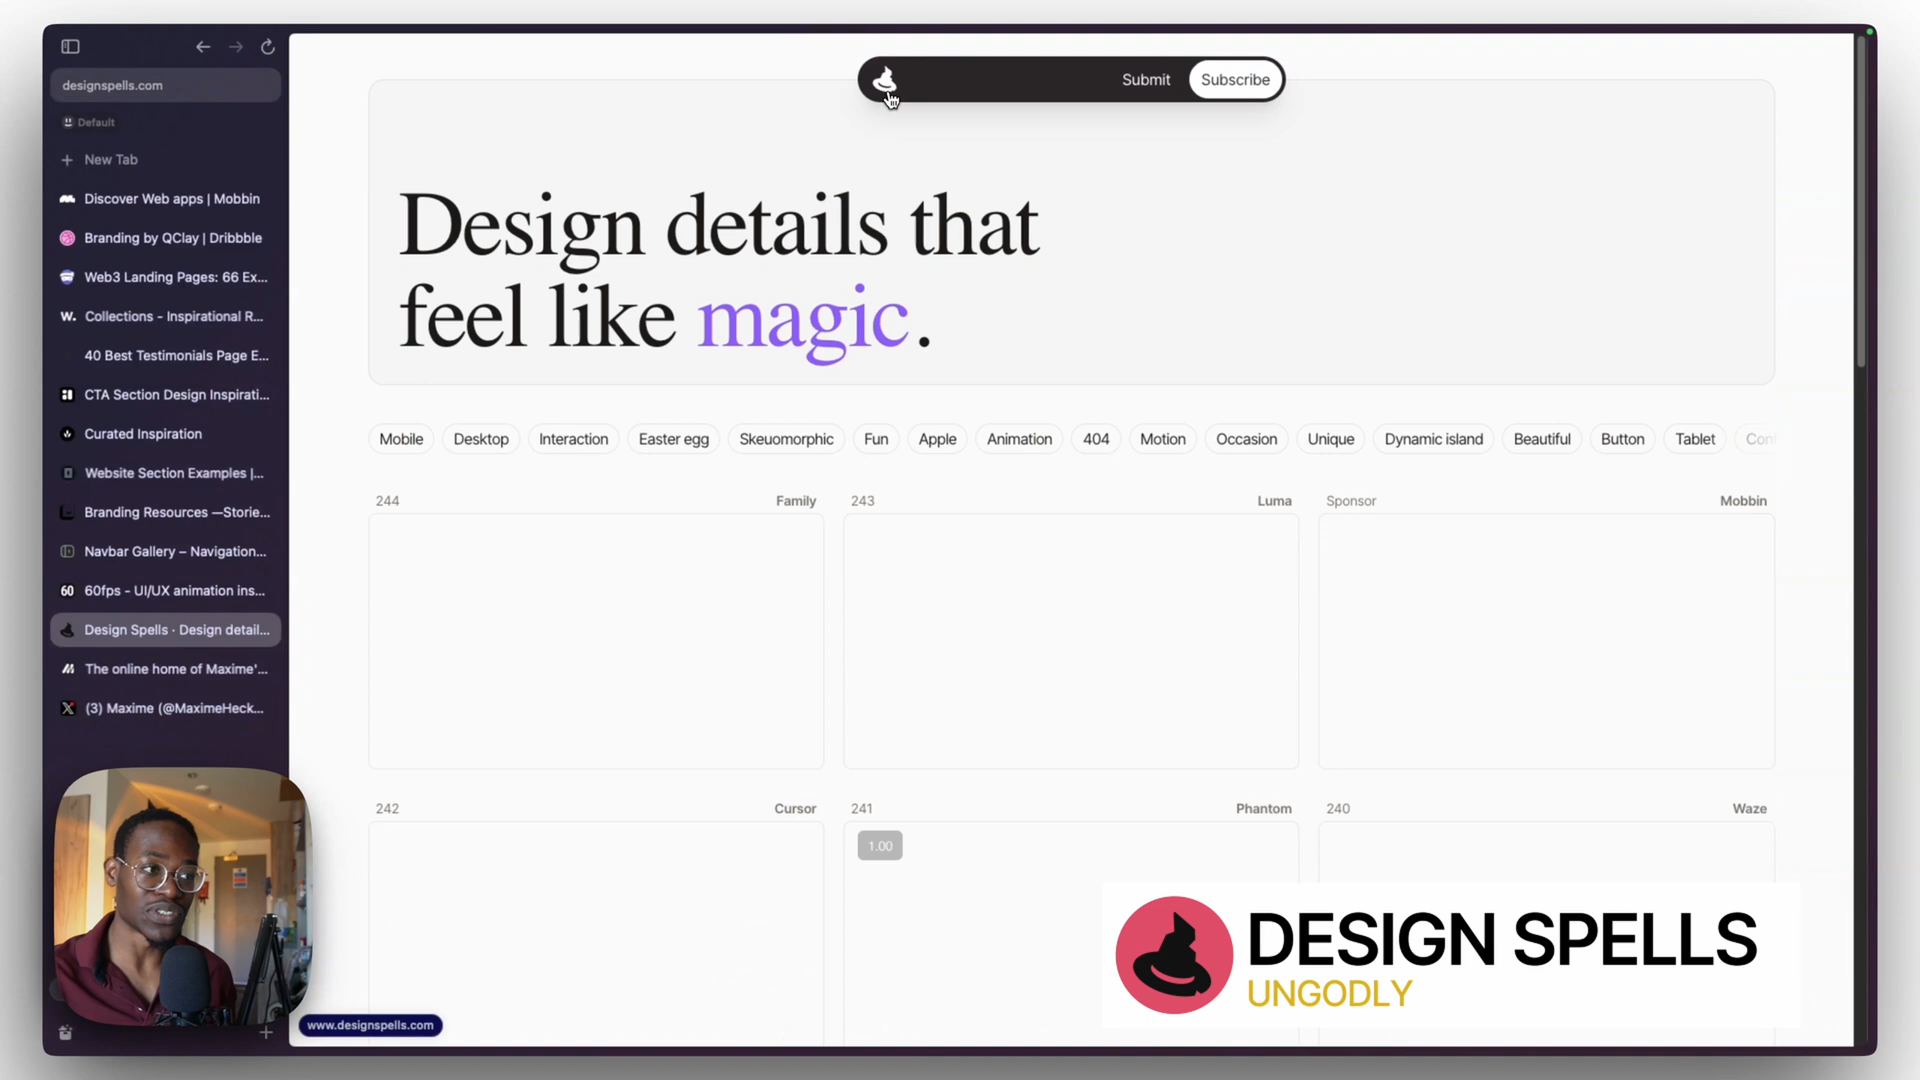 designspells.com
Default
New Tab
Discover Web apps | Mobbin
Branding by QClay | Dribbble
Web3 Landing Pages: 66 Ex...
W. Collections - Inspirational R...
40 Best Testimonials Page E...
CTA Section Design Inspirati...
Curated Inspiration
Website Section Examples |...
Branding Resources —Storie...
Navbar Gallery – Navigation...
60 60fps - UI/UX animation ins...
Design Spells · Design detail...
The online home of Maxime'...
(3) Maxime (@MaximeHeck...
Submit
Subscribe
Design details that
feel like magic.
Mobile Desktop Interaction Easter egg Skeuomorphic Fun Apple Animation 404 Motion Occasion Unique Dynamic island Beautiful Button Tablet
244 Family
243 Luma
Sponsor Mobbin
242 Cursor
241 Phantom
240 Waze
1.00
DESIGN SPELLS
UNGODLY
www.designspells.com